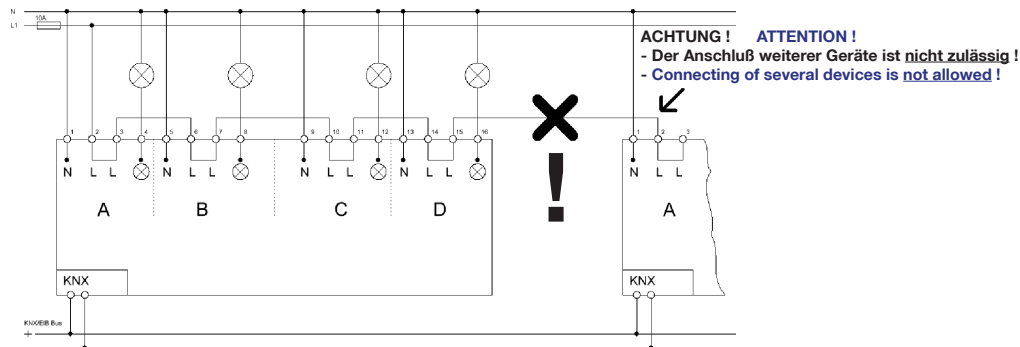 N
L1
10A
ACHTUNG ! ATTENTION !
- Der Anschluß weiterer Geräte ist nicht zulässig !
- Connecting of several devices is not allowed !
1 2 3 4 5 6 7 8 9 10 11 12 13 14 15 16 1 2 3
N L L N L L N L L N L L N L L
A B C D A
KNX KNX
KNX/EIB Bus
+
-